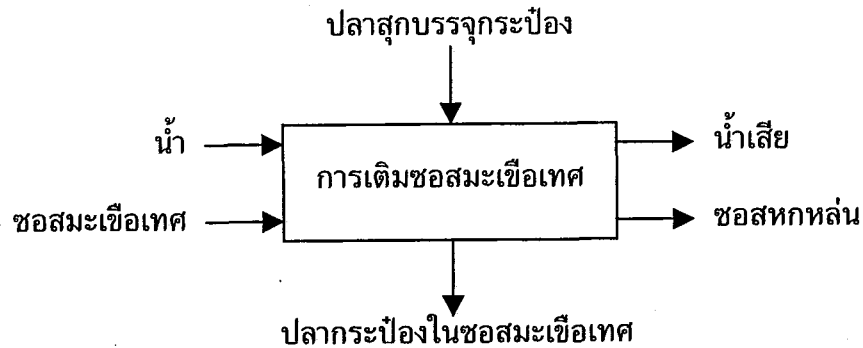 ปลาสุกบรรจุกระป๋อง
น้ำ
น้ำเสีย
การเติมซอสมะเขือเทศ
ซอสมะเขือเทศ
ซอสหกหล่น
ปลากระป๋องในซอสมะเขือเทศ